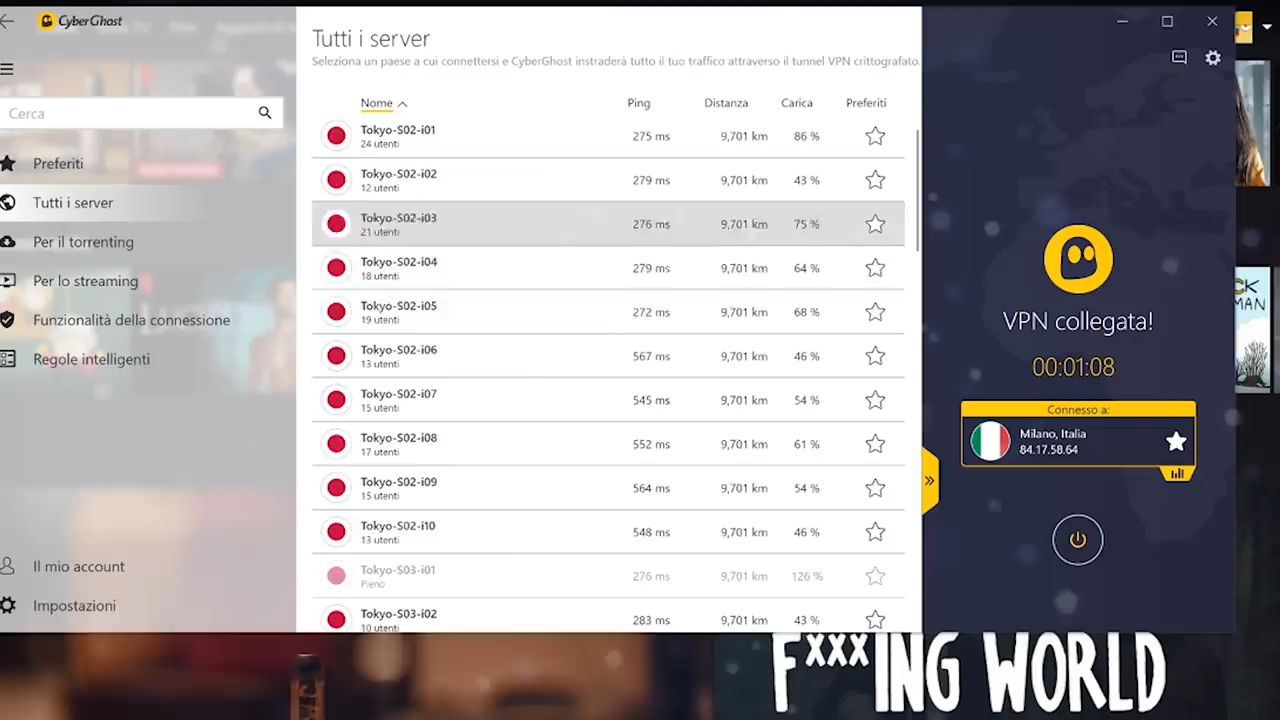 CyberGhost
Cerca
Preferiti
Tutti i server
Per il torrenting
Per lo streaming
Funzionalità della connessione
Regole intelligenti
Il mio account
Impostazioni
Tutti i server
Seleziona un paese a cui connettersi e CyberGhost instraderà tutto il tuo traffico attraverso il tunnel VPN crittografato.
Nome Ping Distanza Carica Preferiti
Tokyo-S02-i01 275 ms 9,701 km 86 %
24 utenti
Tokyo-S02-i02 279 ms 9,701 km 43 %
12 utenti
Tokyo-S02-i03 276 ms 9,701 km 75 %
21 utenti
Tokyo-S02-i04 279 ms 9,701 km 64 %
18 utenti
Tokyo-S02-i05 272 ms 9,701 km 68 %
19 utenti
Tokyo-S02-i06 567 ms 9,701 km 46 %
13 utenti
Tokyo-S02-i07 545 ms 9,701 km 54 %
15 utenti
Tokyo-S02-i08 552 ms 9,701 km 61 %
17 utenti
Tokyo-S02-i09 564 ms 9,701 km 54 %
15 utenti
Tokyo-S02-i10 548 ms 9,701 km 46 %
13 utenti
Tokyo-S03-i01 276 ms 9,701 km 126 %
Pieno
Tokyo-S03-i02 283 ms 9,701 km 43 %
10 utenti
VPN collegata!
00:01:08
Connesso a:
Milano, Italia
84.17.58.64
CK
MAN
F***ING WORLD